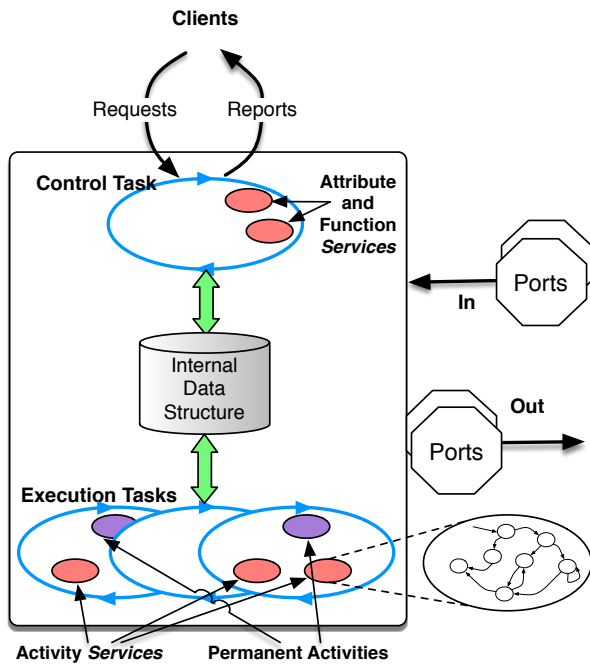 Clients
Requests
Reports
Control Task
Attribute
and
Function
Services
Ports
In
Internal
Data
Structure
Out
Ports
Execution Tasks
Activity Services
Permanent Activities